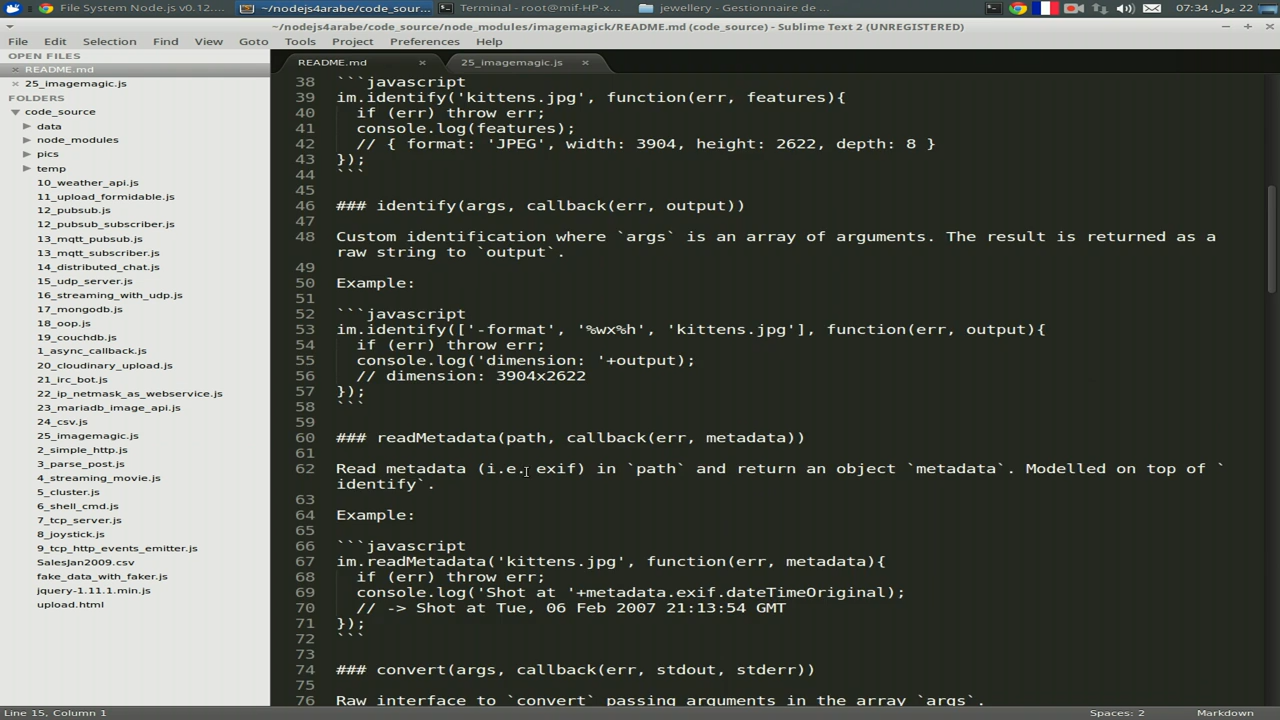 File System Node.js v0.12....
~/nodejs4arabe/code_sour...
Terminal - root@mif-HP-x...
jewellery - Gestionnaire de ...
07:34 ,22 يول
~/nodejs4arabe/code_source/node_modules/imagemagick/README.md (code_source) - Sublime Text 2 (UNREGISTERED)
File Edit Selection Find View Goto Tools Project Preferences Help
OPEN FILES
README.md
25_imagemagic.js
FOLDERS
code_source
data
node_modules
pics
temp
10_weather_api.js
11_upload_formidable.js
12_pubsub.js
12_pubsub_subscriber.js
13_mqtt_pubsub.js
13_mqtt_subscriber.js
14_distributed_chat.js
15_udp_server.js
16_streaming_with_udp.js
17_mongodb.js
18_oop.js
19_couchdb.js
1_async_callback.js
20_cloudinary_upload.js
21_irc_bot.js
22_ip_netmask_as_webservice.js
23_mariadb_image_api.js
24_csv.js
25_imagemagic.js
2_simple_http.js
3_parse_post.js
4_streaming_movie.js
5_cluster.js
6_shell_cmd.js
7_tcp_server.js
8_joystick.js
9_tcp_http_events_emitter.js
SalesJan2009.csv
fake_data_with_faker.js
jquery-1.11.1.min.js
upload.html
README.md
25_imagemagic.js
38 ```javascript
39 im.identify('kittens.jpg', function(err, features){
40   if (err) throw err;
41   console.log(features);
42   // { format: 'JPEG', width: 3904, height: 2622, depth: 8 }
43 });
44 ```
45
46 ### identify(args, callback(err, output))
47
48 Custom identification where `args` is an array of arguments. The result is returned as a
raw string to `output`.
49
50 Example:
51
52 ```javascript
53 im.identify(['-format', '%wx%h', 'kittens.jpg'], function(err, output){
54   if (err) throw err;
55   console.log('dimension: '+output);
56   // dimension: 3904x2622
57 });
58 ```
59
60 ### readMetadata(path, callback(err, metadata))
61
62 Read metadata (i.e. exif) in `path` and return an object `metadata`. Modelled on top of `
identify`.
63
64 Example:
65
66 ```javascript
67 im.readMetadata('kittens.jpg', function(err, metadata){
68   if (err) throw err;
69   console.log('Shot at '+metadata.exif.dateTimeOriginal);
70   // -> Shot at Tue, 06 Feb 2007 21:13:54 GMT
71 });
72 ```
73
74 ### convert(args, callback(err, stdout, stderr))
75
76 Raw interface to `convert` passing arguments in the array `args`.
Line 15, Column 1
Spaces: 2
Markdown